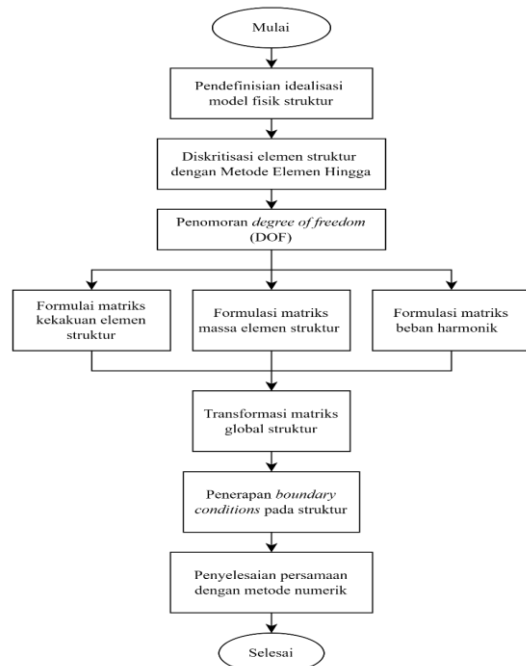 Mulai
Pendefinisian idealisasi
model fisik struktur
Diskritisasi elemen struktur
dengan Metode Elemen Hingga
Penomoran degree of freedom
(DOF)
Formulai matriks
kekakuan elemen
struktur
Formulasi matriks
massa elemen struktur
Formulasi matriks
beban harmonik
Transformasi matriks
global struktur
Penerapan boundary
conditions pada struktur
Penyelesaian persamaan
dengan metode numerik
Selesai